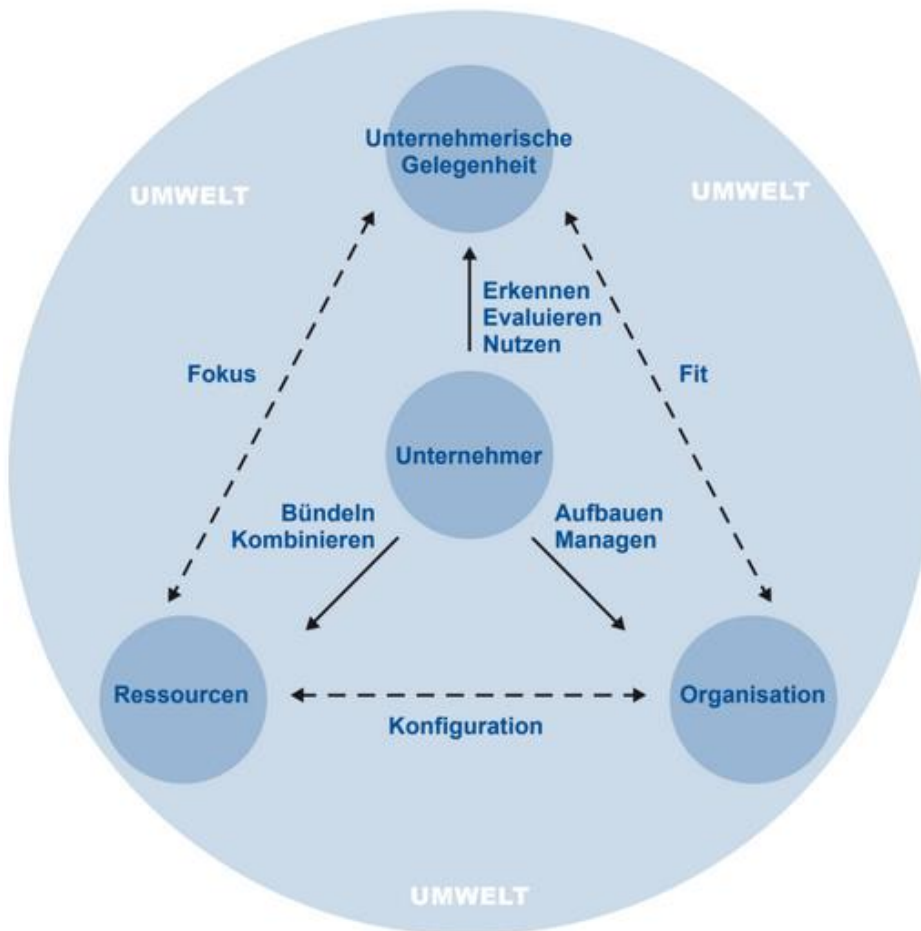 Unternehmerische
Gelegenheit
UMWELT
UMWELT
Erkennen
Evaluieren
Nutzen
Fokus
Fit
Unternehmer
Bündeln
Kombinieren
Aufbauen
Managen
Ressourcen
Organisation
Konfiguration
UMWELT